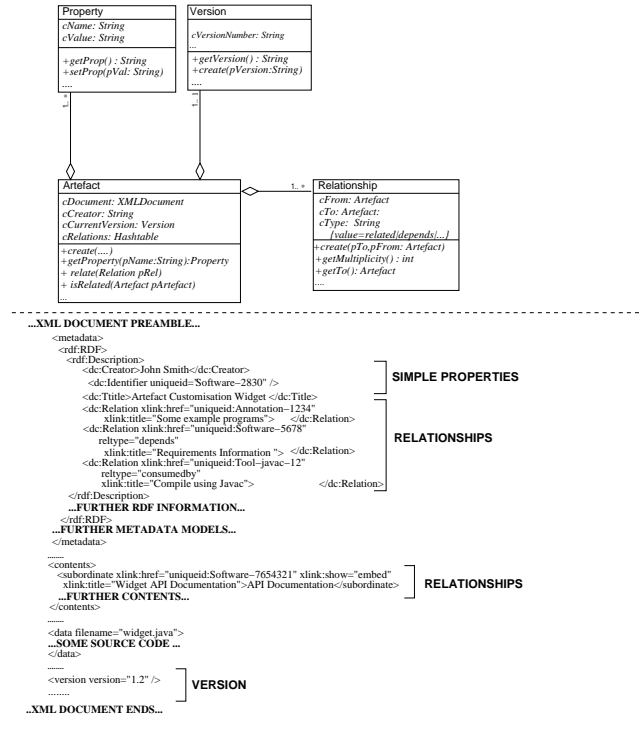 Property
cName: String
cValue: String
+getProp() : String
+setProp(pVal: String)
....
Version
cVersionNumber: String
...
+getVersion() : String
+create(pVersion:String)
....
1.. *
1..1
Artefact
cDocument: XMLDocument
cCreator: String
cCurrentVersion: Version
cRelations: Hashtable
+create(....)
+getProperty(pName:String):Property
+ relate(Relation pRel)
+ isRelated(Artefact pArtefact)
...
1.. *
Relationship
cFrom: Artefact
cTo: Artefact:
cType: String
{value=related|depends|...]
+create(pTo,pFrom: Artefact)
+getMultiplicity() : int
+getTo(): Artefact
....
...XML DOCUMENT PREAMBLE...
<metadata>
<rdf:RDF>
<rdf:Description>
<dc:Creator>John Smith</dc:Creator>
<dc:Identifier uniqueid="Software−2830" />
SIMPLE PROPERTIES
<dc:Ttitle>Artefact Customisation Widget </dc:Title>
<dc:Relation xlink:href="uniqueid:Annotation−1234"
xlink:title="Some example programs"> </dc:Relation>
<dc:Relation xlink:href="uniqueid:Software−5678"
reltype="depends"
RELATIONSHIPS
xlink:title="Requirements Information "> </dc:Relation>
<dc:Relation xlink:href="uniqueid:Tool−javac−12"
reltype="consumedby"
xlink:title="Compile using Javac"> </dc:Relation>
</rdf:Description>
...FURTHER RDF INFORMATION...
</rdf:RDF>
...FURTHER METADATA MODELS...
</metadata>
........
<contents>
<subordinate xlink:href="uniqueid:Software−7654321" xlink:show="embed"
xlink:title="Widget API Documentation">API Documentation</subordinate>
RELATIONSHIPS
...FURTHER CONTENTS...
</contents>
........
<data filename="widget.java">
...SOME SOURCE CODE ...
</data>
........
<version version="1.2" />
VERSION
........
..XML DOCUMENT ENDS...